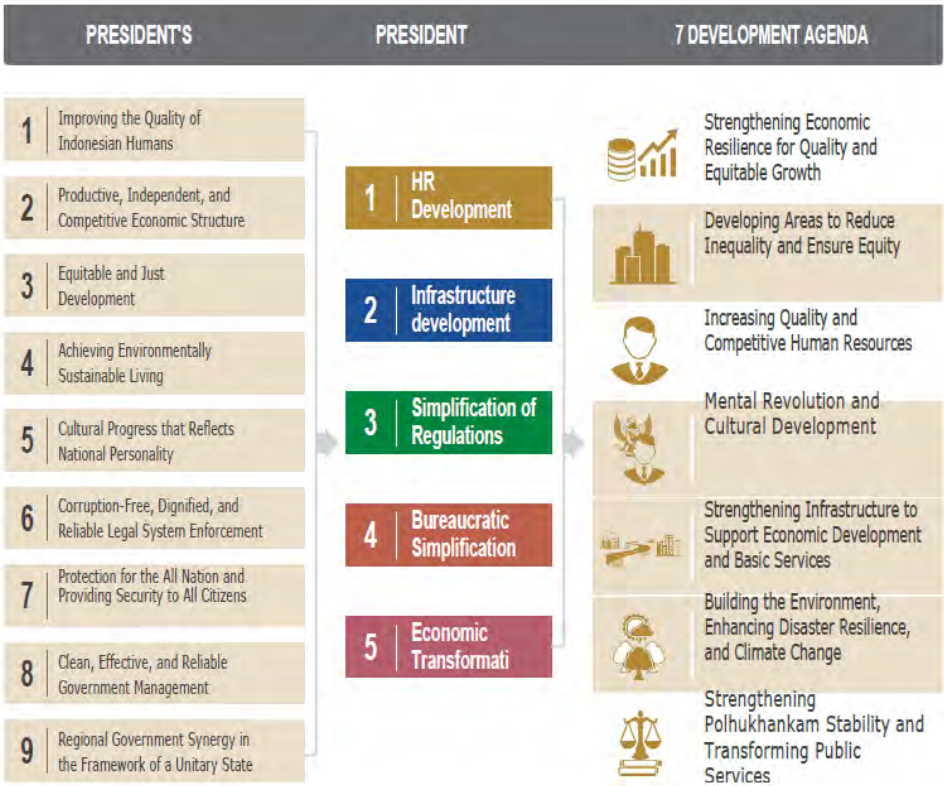 PRESIDENT'S
PRESIDENT
7 DEVELOPMENT AGENDA
1
Improving the Quality of
Indonesian Humans
2
Productive, Independent, and
Competitive Economic Structure
3
Equitable and Just
Development
4
Achieving Environmentally
Sustainable Living
5
Cultural Progress that Reflects
National Personality
6
Corruption-Free, Dignified, and
Reliable Legal System Enforcement
7
Protection for the All Nation and
Providing Security to All Citizens
8
Clean, Effective, and Reliable
Government Management
9
Regional Government Synergy in
the Framework of a Unitary State
1
HR
Development
2
Infrastructure
development
3
Simplification of
Regulations
4
Bureaucratic
Simplification
5
Economic
Transformati
Strengthening Economic
Resilience for Quality and
Equitable Growth
Developing Areas to Reduce
Inequality and Ensure Equity
Increasing Quality and
Competitive Human Resources
Mental Revolution and
Cultural Development
Strengthening Infrastructure to
Support Economic Development
and Basic Services
Building the Environment,
Enhancing Disaster Resilience,
and Climate Change
Strengthening
Polhukhankam Stability and
Transforming Public
Services